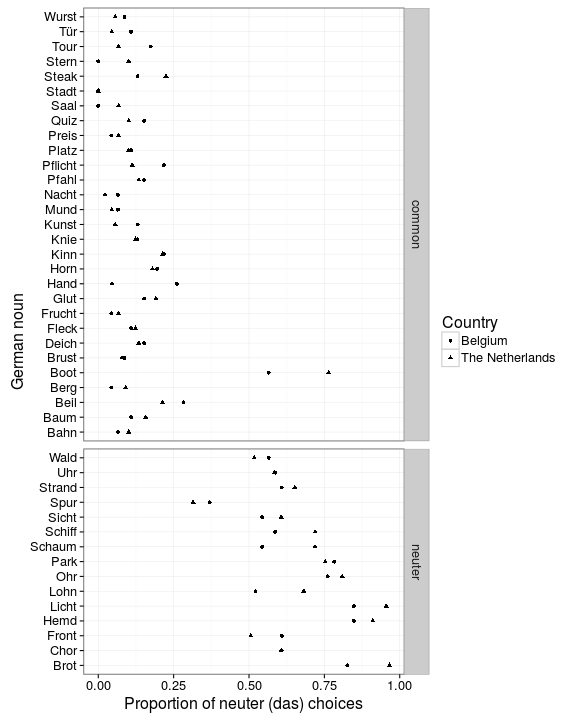 Wurst
Tür
Tour
Stern
Steak
Stadt
Saal
Quiz
Preis
Platz
Pflicht
Pfahl
Nacht
Mund
Kunst
Knie
Kinn
Horn
Hand
Glut
Frucht
Fleck
Deich
Brust
Boot
Berg
Beil
Baum
Bahn
common
Wald
Uhr
Strand
Spur
Sicht
Schiff
Schaum
Park
Ohr
Lohn
Licht
Hemd
Front
Chor
Brot
neuter
German noun
0.00 0.25 0.50 0.75 1.00
Proportion of neuter (das) choices
Country
Belgium
The Netherlands